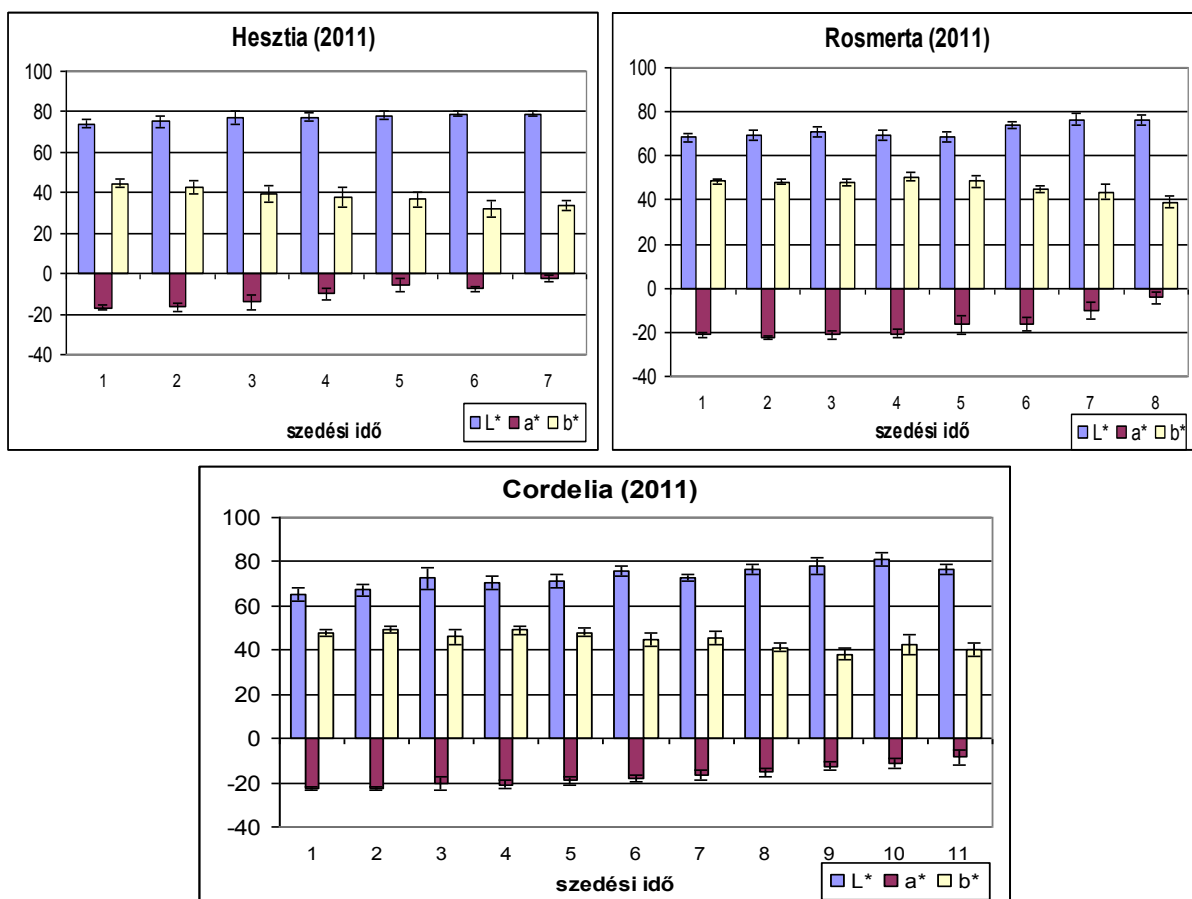 Hesztia (2011)
100
80
60
40
20
0
-20
-40
1 2 3 4 5 6 7
szedési idő
L* a* b*
Rosmerta (2011)
100
80
60
40
20
0
-20
-40
1 2 3 4 5 6 7 8
szedési idő
L* a* b*
Cordelia (2011)
100
80
60
40
20
0
-20
-40
1 2 3 4 5 6 7 8 9 10 11
szedési idő
L* a* b*